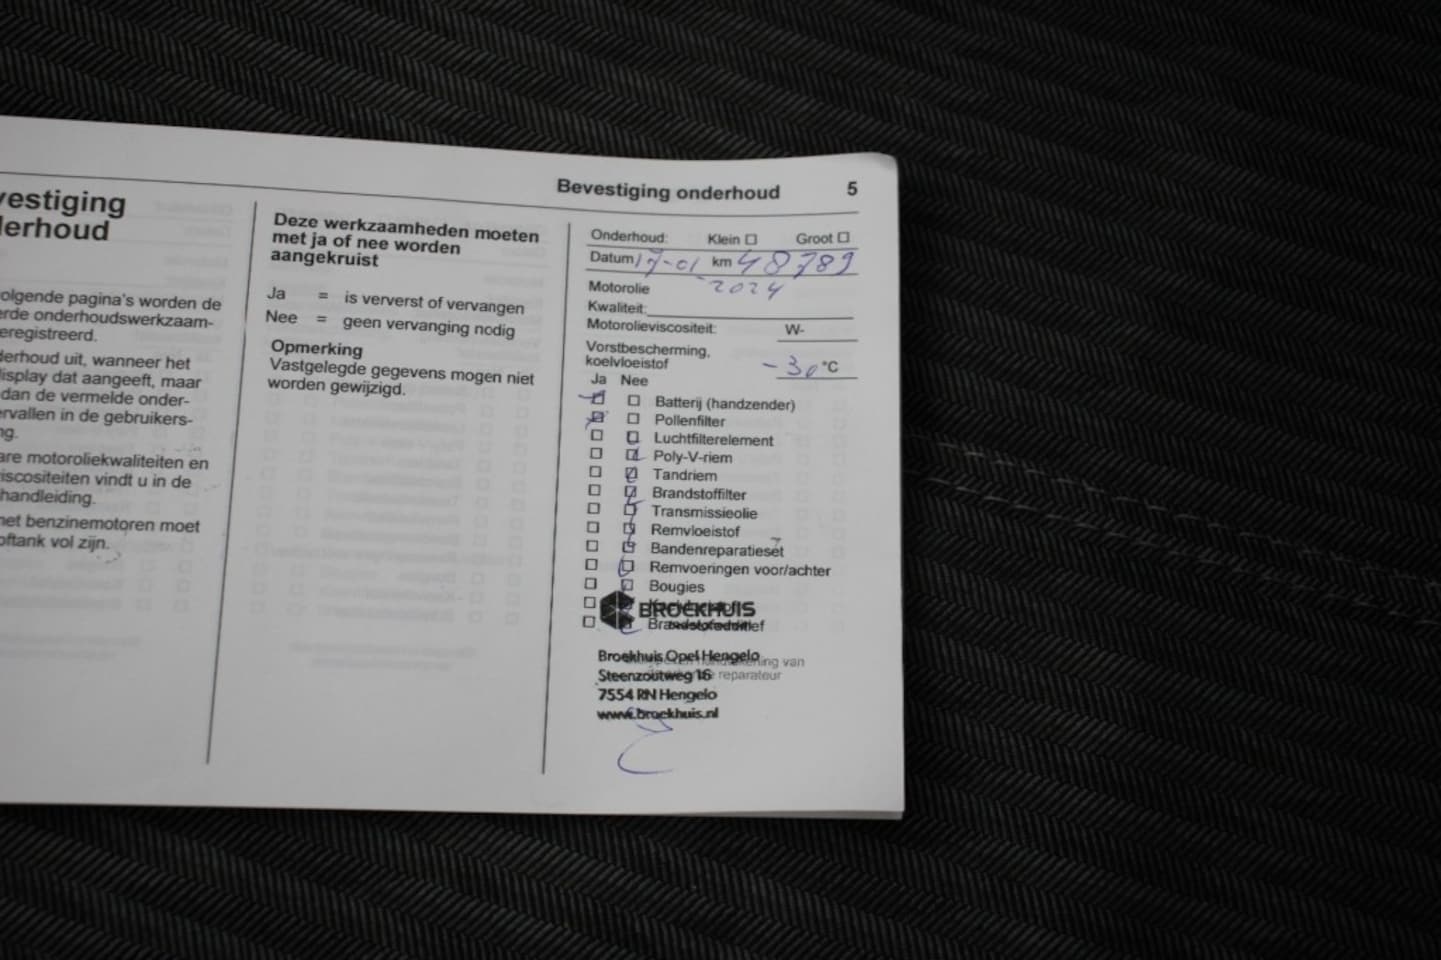 Bevestiging onderhoud 5
vestiging
derhoud
olgende pagina's worden de
erde onderhoudswerkzaam-
eregistreerd.
derhoud uit, wanneer het
display dat aangeeft, maar
dan de vermelde onder-
ervallen in de gebruikers-
ng.
are motoroliekwaliteiten en
iscositeiten vindt u in de
handleiding.
net benzinemotoren moet
oftank vol zijn.
Deze werkzaamheden moeten
met ja of nee worden
aangekruist
Ja = is ververst of vervangen
Nee = geen vervanging nodig
Opmerking
Vastgelegde gegevens mogen niet
worden gewijzigd.
Onderhoud: Klein ☐ Groot ☐
Datum 17-01 km 48789
Motorolie -2024
Kwaliteit:
Motorolieviscositeit: W-
Vorstbescherming,
koelvloeistof -30 °C
Ja Nee
Batterij (handzender)
Pollenfilter
Luchtfilterelement
Poly-V-riem
Tandriem
Brandstoffilter
Transmissieolie
Remvloeistof
Bandenreparatieset
Remvoeringen voor/achter
Bougies
BROEKHUIS
Brandstofadditief
Broekhuis Opel Hengelo
handtekening van
Steenzoutweg 16 reparateur
7554 RN Hengelo
www.broekhuis.nl